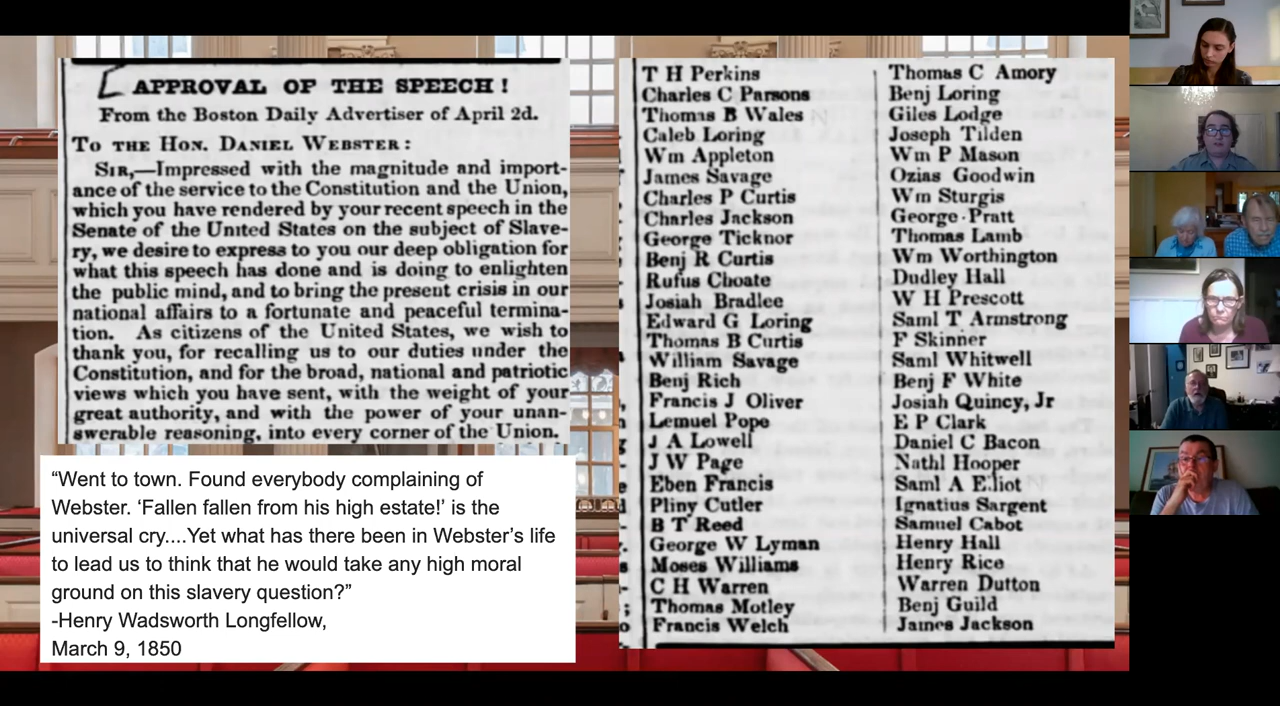 APPROVAL OF THE SPEECH!
From the Boston Daily Advertiser of April 2d.
TO THE HON. DANIEL WEBSTER:
SIR,—Impressed with the magnitude and import-
ance of the service to the Constitution and the Union,
which you have rendered by your recent speech in the
Senate of the United States on the subject of Slave-
ry, we desire to express to you our deep obligation for
what this speech has done and is doing to enlighten
the public mind, and to bring the present crisis in our
national affairs to a fortunate and peaceful termina-
tion. As citizens of the United States, we wish to
thank you, for recalling us to our duties under the
Constitution, and for the broad, national and patriotic
views which you have sent, with the weight of your
great authority, and with the power of your unan-
swerable reasoning, into every corner of the Union.
“Went to town. Found everybody complaining of
Webster. ‘Fallen fallen from his high estate!’ is the
universal cry....Yet what has there been in Webster’s life
to lead us to think that he would take any high moral
ground on this slavery question?”
-Henry Wadsworth Longfellow,
March 9, 1850
T H Perkins
Charles C Parsons
Thomas B Wales
Caleb Loring
Wm Appleton
James Savage
Charles P Curtis
Charles Jackson
George Ticknor
Benj R Curtis
Rufus Choate
Josiah Bradlee
Edward G Loring
Thomas B Curtis
William Savage
Benj Rich
Francis J Oliver
Lemuel Pope
J A Lowell
J W Page
Eben Francis
Pliny Cutler
B T Reed
George W Lyman
Moses Williams
C H Warren
Thomas Motley
Francis Welch
Thomas C Amory
Benj Loring
Giles Lodge
Joseph Tilden
Wm P Mason
Ozias Goodwin
Wm Sturgis
George Pratt
Thomas Lamb
Wm Worthington
Dudley Hall
W H Prescott
Saml T Armstrong
F Skinner
Saml Whitwell
Benj F White
Josiah Quincy, Jr
E P Clark
Daniel C Bacon
Nathl Hooper
Saml A Eliot
Ignatius Sargent
Samuel Cabot
Henry Hall
Henry Rice
Warren Dutton
Benj Guild
James Jackson